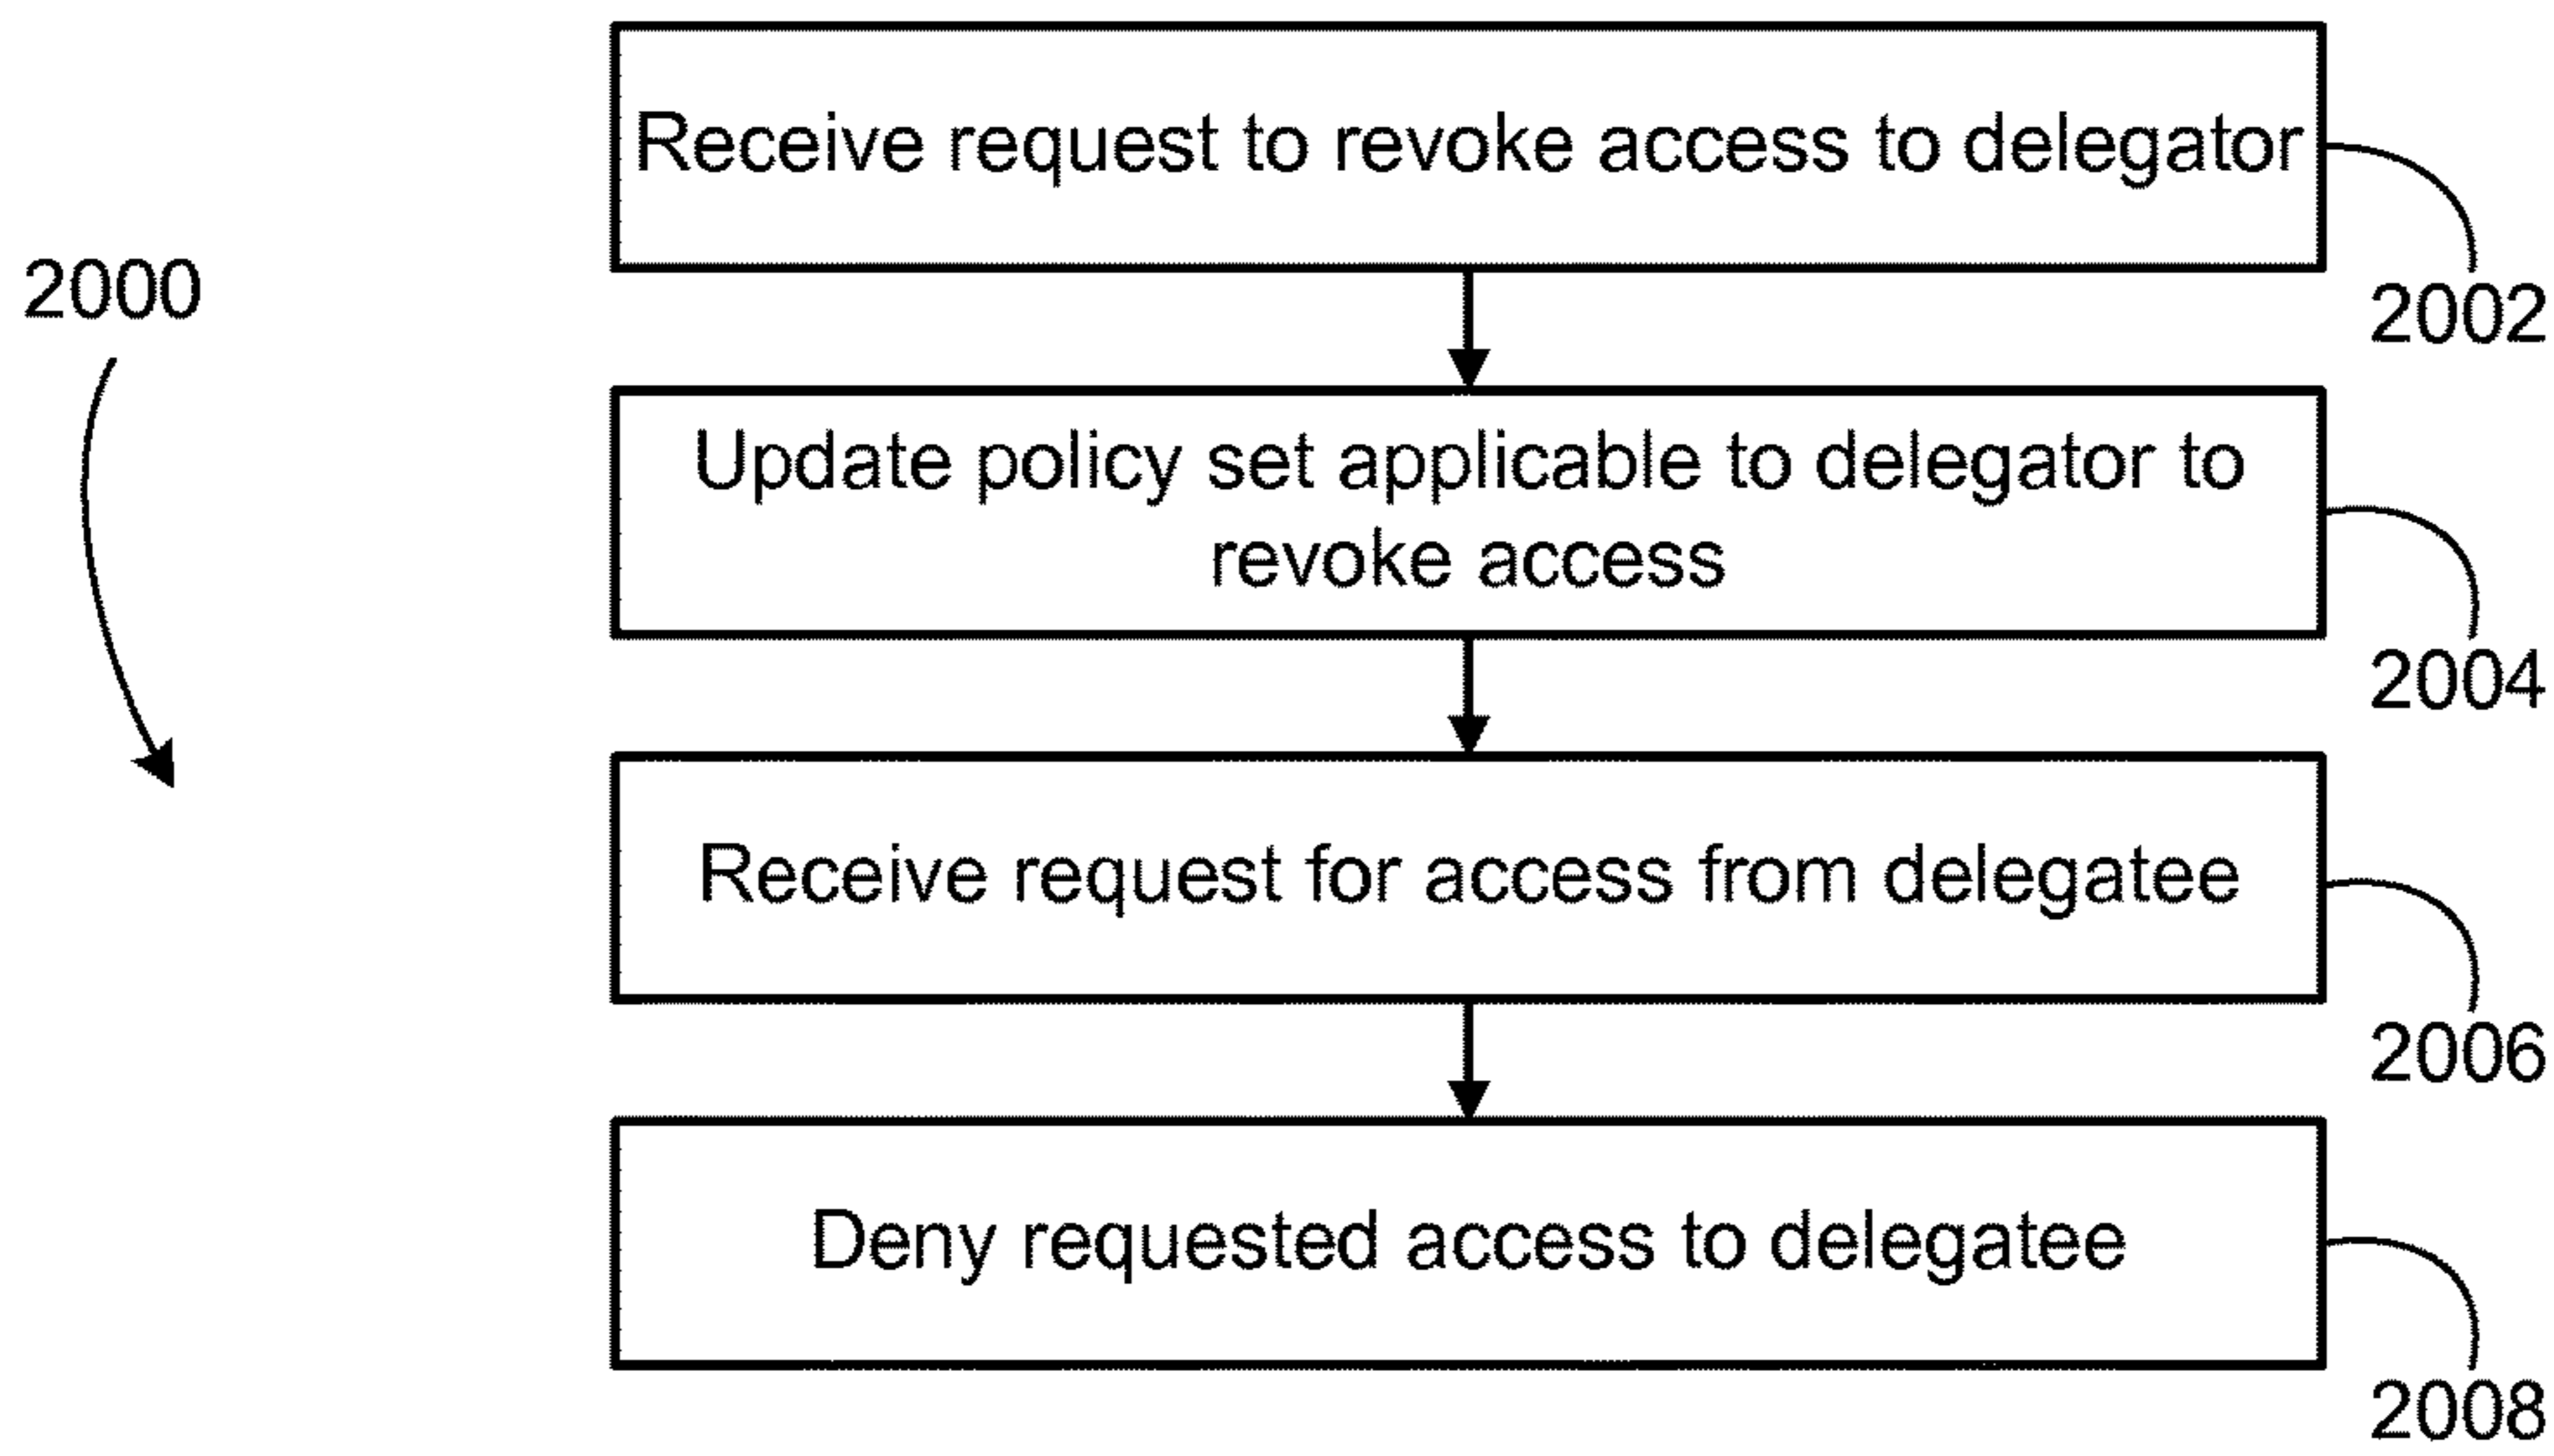 Receive request to revoke access to delegator
2000
2002
Update policy set applicable to delegator to
revoke access
2004
Receive request for access from delegatee
2006
Deny requested access to delegatee
2008